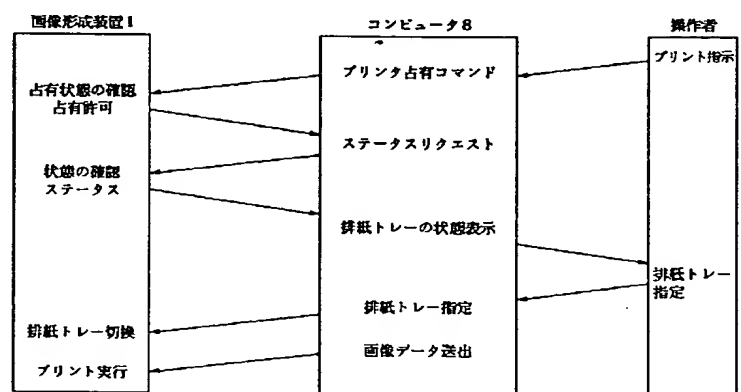 画像形成装置1
コンピュータ8
操作者
プリント指示
プリンタ占有コマンド
占有状態の確認
占有許可
ステータスリクエスト
状態の確認
ステータス
排紙トレーの状態表示
排紙トレー
指定
排紙トレー指定
排紙トレー切換
画像データ送出
プリント実行